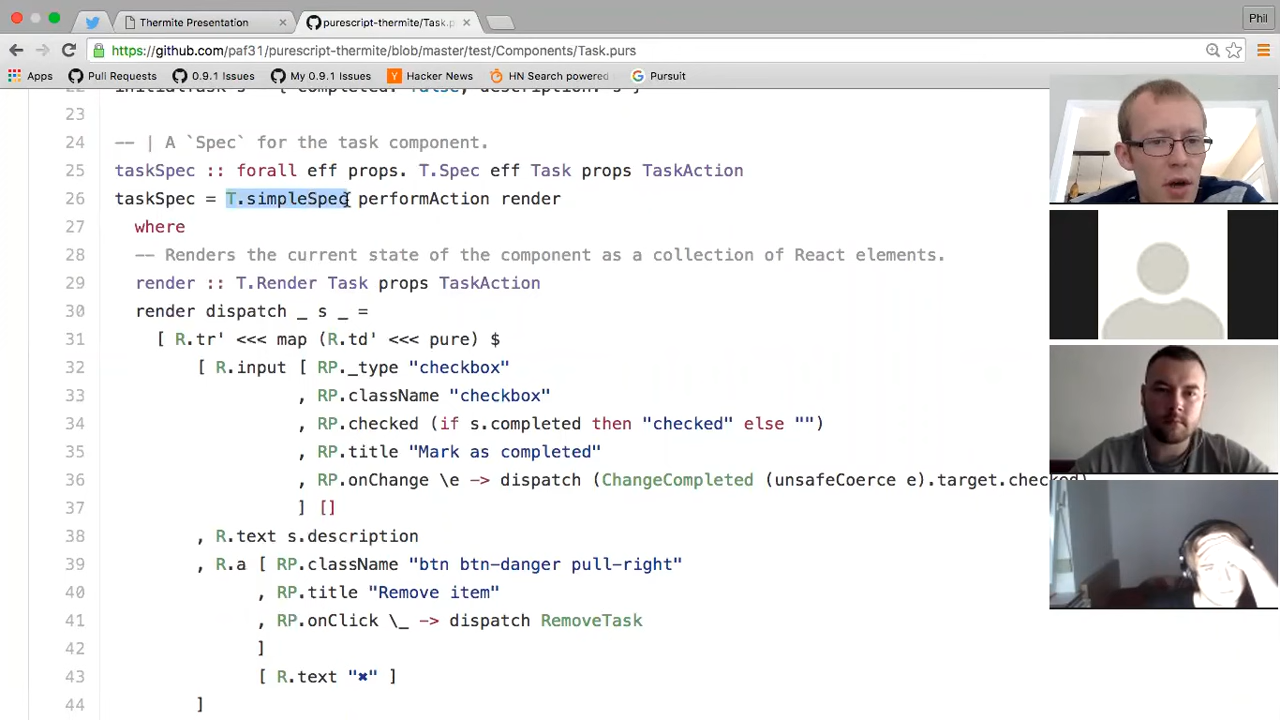 Thermite Presentation × purescript-thermite/Task.p × Phil
https://github.com/paf31/purescript-thermite/blob/master/test/Components/Task.purs
Apps Pull Requests 0.9.1 Issues My 0.9.1 Issues Hacker News HN Search powered Pursuit
22 initialTask s = { completed: false, description: s }
23
24 -- | A `Spec` for the task component.
25 taskSpec :: forall eff props. T.Spec eff Task props TaskAction
26 taskSpec = T.simpleSpec performAction render
27 where
28 -- Renders the current state of the component as a collection of React elements.
29 render :: T.Render Task props TaskAction
30 render dispatch _ s _ =
31 [ R.tr' <<< map (R.td' <<< pure) $
32 [ R.input [ RP._type "checkbox"
33 , RP.className "checkbox"
34 , RP.checked (if s.completed then "checked" else "")
35 , RP.title "Mark as completed"
36 , RP.onChange \e -> dispatch (ChangeCompleted (unsafeCoerce e).target.checked)
37 ] []
38 , R.text s.description
39 , R.a [ RP.className "btn btn-danger pull-right"
40 , RP.title "Remove item"
41 , RP.onClick \_ -> dispatch RemoveTask
42 ]
43 [ R.text "✖" ]
44 ]